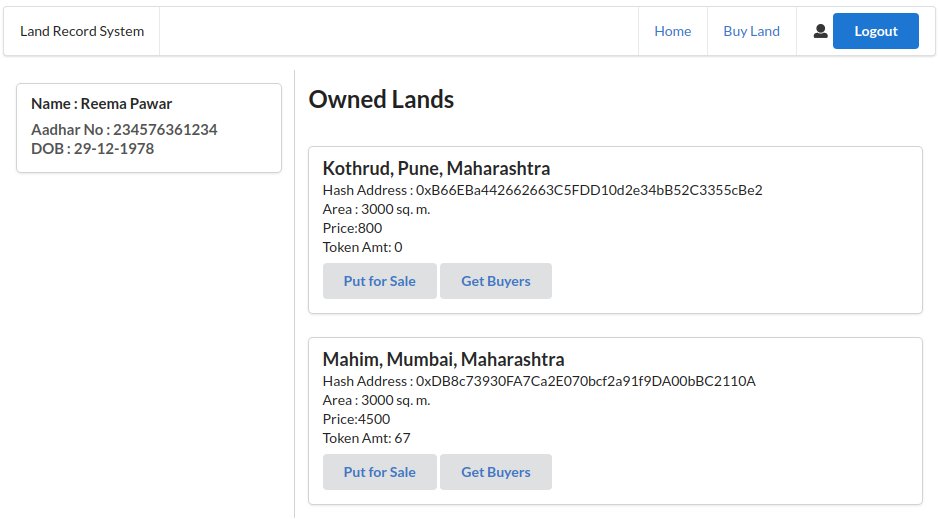 Land Record System
Home
Buy Land
Logout
Name : Reema Pawar
Aadhar No : 234576361234
DOB : 29-12-1978
Owned Lands
Kothrud, Pune, Maharashtra
Hash Address : 0xB66EBa442662663C5FDD10d2e34bB52C3355cBe2
Area : 3000 sq. m.
Price:800
Token Amt: 0
Put for Sale
Get Buyers
Mahim, Mumbai, Maharashtra
Hash Address : 0xDB8c73930FA7Ca2E070bcf2a91f9DA00bBC2110A
Area : 3000 sq. m.
Price:4500
Token Amt: 67
Put for Sale
Get Buyers